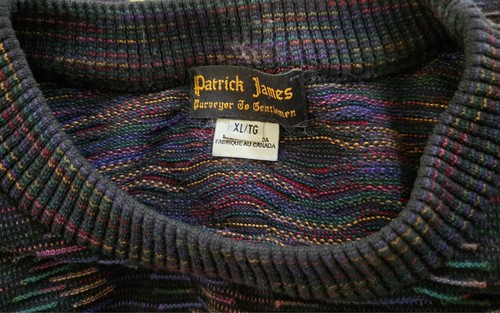 Patrick James
Purveyor To Gentlemen
XL/TG
FABRIQUE AU CANADA